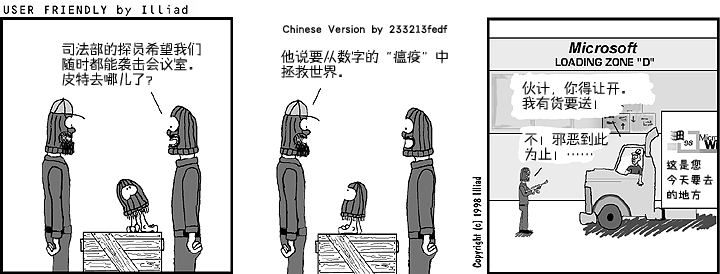 USER FRIENDLY by Illiad
司法部的探员希望我们
随时都能袭击会议室。
皮特去哪儿了？
Chinese Version by 233213fedf
他说要从数字的“瘟疫”中
拯救世界。
Microsoft
LOADING ZONE "D"
伙计，你得让开。
我有货要送！
不！邪恶到此
为止！……
98
这是您
今天要去
的地方
Copyright (c) 1998 Illiad